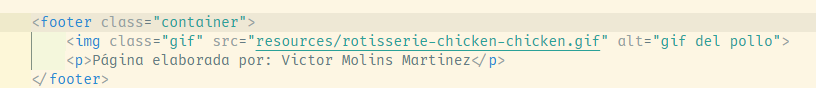 <footer class="container">
<img class="gif" src="resources/rotisserie-chicken-chicken.gif" alt="gif del pollo">
<p>Página elaborada por: Victor Molins Martinez</p>
</footer>